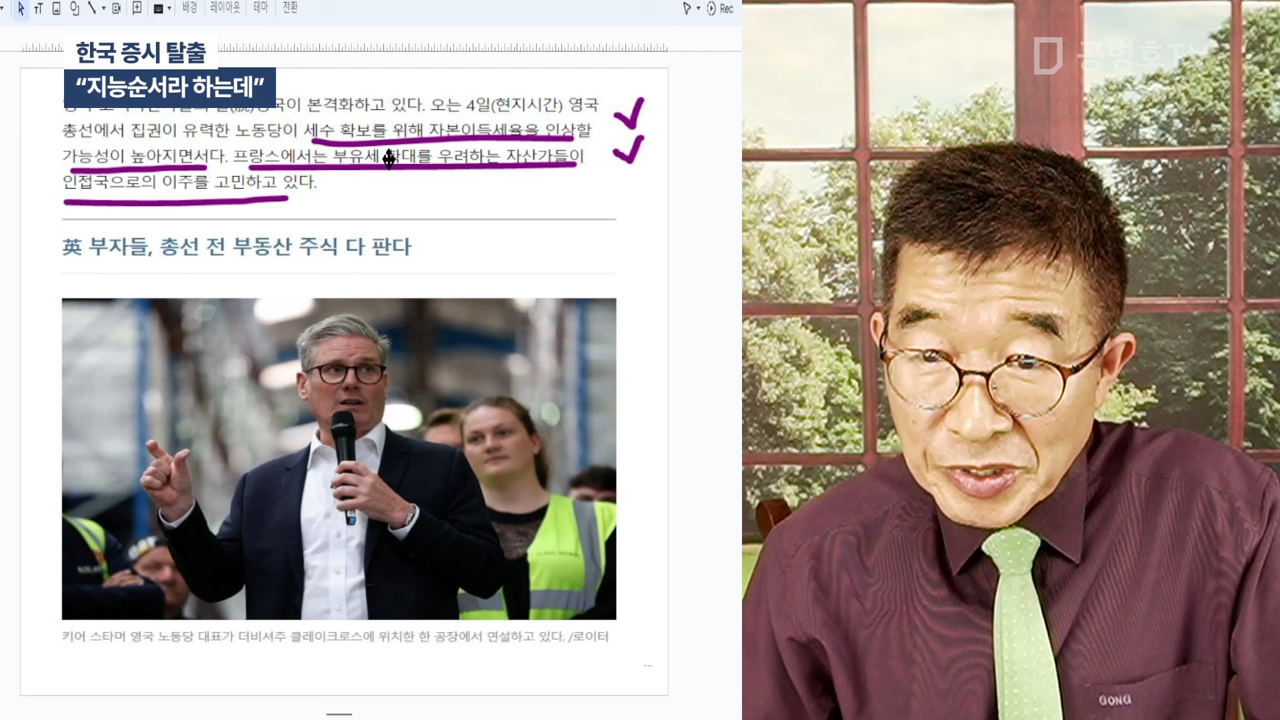 배경 레이아웃 테마 전환
Rec
한국 증시 탈출
“지능순서라 하는데”
본격화하고 있다. 오는 4일(현지시간) 영국
총선에서 집권이 유력한 노동당이 세수 확보를 위해 자본이득세율을 인상할
가능성이 높아지면서다. 프랑스에서는 부유세 확대를 우려하는 자산가들이
인접국으로의 이주를 고민하고 있다.
英 부자들, 총선 전 부동산 주식 다 판다
키어 스타머 영국 노동당 대표가 더비셔주 클레이크로스에 위치한 한 공장에서 연설하고 있다. /로이터
공병호TV
GONG